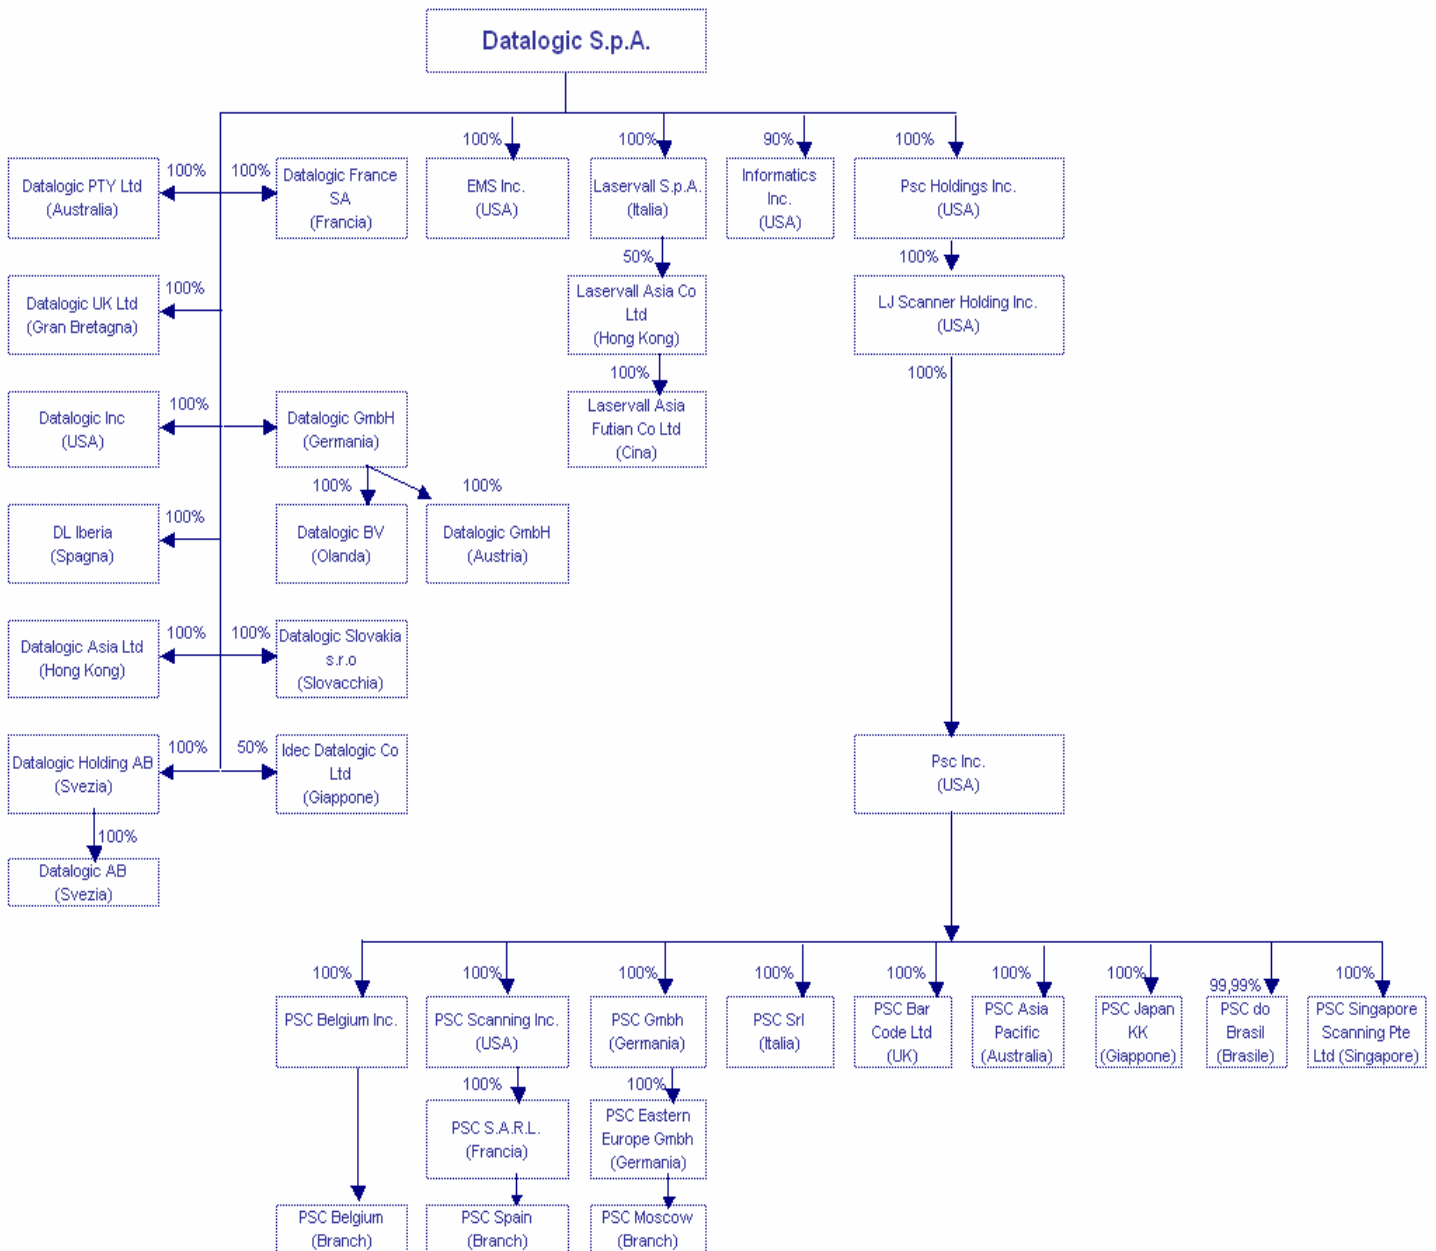 Datalogic S.p.A.
100%
100%
90%
100%
100%
100%
Datalogic PTY Ltd
(Australia)
Datalogic France
SA
(Francia)
EMS Inc.
(USA)
Laservall S.p.A.
(Italia)
Informatics
Inc.
(USA)
Psc Holdings Inc.
(USA)
50%
100%
100%
Datalogic UK Ltd
(Gran Bretagna)
Laservall Asia Co
Ltd
(Hong Kong)
LJ Scanner Holding Inc.
(USA)
100%
100%
100%
Datalogic Inc
(USA)
Datalogic GmbH
(Germania)
Laservall Asia
Futian Co Ltd
(Cina)
100%
100%
100%
DL Iberia
(Spagna)
Datalogic BV
(Olanda)
Datalogic GmbH
(Austria)
100%
100%
Datalogic Asia Ltd
(Hong Kong)
Datalogic Slovakia
s.r.o
(Slovacchia)
100%
50%
Datalogic Holding AB
(Svezia)
Idec Datalogic Co
Ltd
(Giappone)
Psc Inc.
(USA)
100%
Datalogic AB
(Svezia)
100%
100%
100%
100%
100%
100%
100%
99,99%
100%
PSC Belgium Inc.
PSC Scanning Inc.
(USA)
PSC Gmbh
(Germania)
PSC Srl
(Italia)
PSC Bar
Code Ltd
(UK)
PSC Asia
Pacific
(Australia)
PSC Japan
KK
(Giappone)
PSC do
Brasil
(Brasile)
PSC Singapore
Scanning Pte
Ltd (Singapore)
100%
100%
PSC S.A.R.L.
(Francia)
PSC Eastern
Europe Gmbh
(Germania)
PSC Belgium
(Branch)
PSC Spain
(Branch)
PSC Moscow
(Branch)